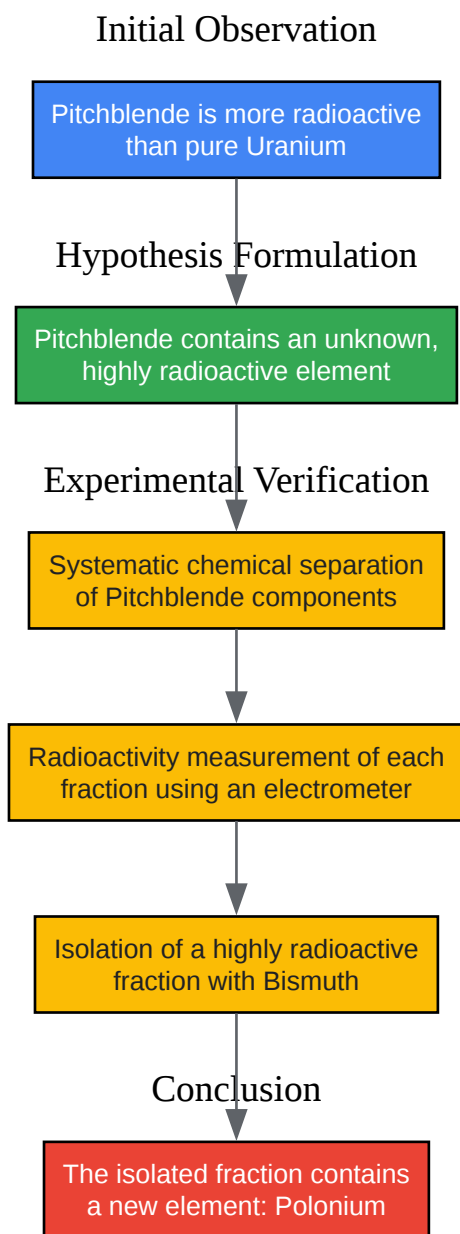 Initial Observation
Pitchblende is more radioactive
than pure Uranium
Hypothesis Formulation
Pitchblende contains an unknown,
highly radioactive element
Experimental Verification
Systematic chemical separation
of Pitchblende components
Radioactivity measurement of each
fraction using an electrometer
Isolation of a highly radioactive
fraction with Bismuth
Conclusion
The isolated fraction contains
a new element: Polonium